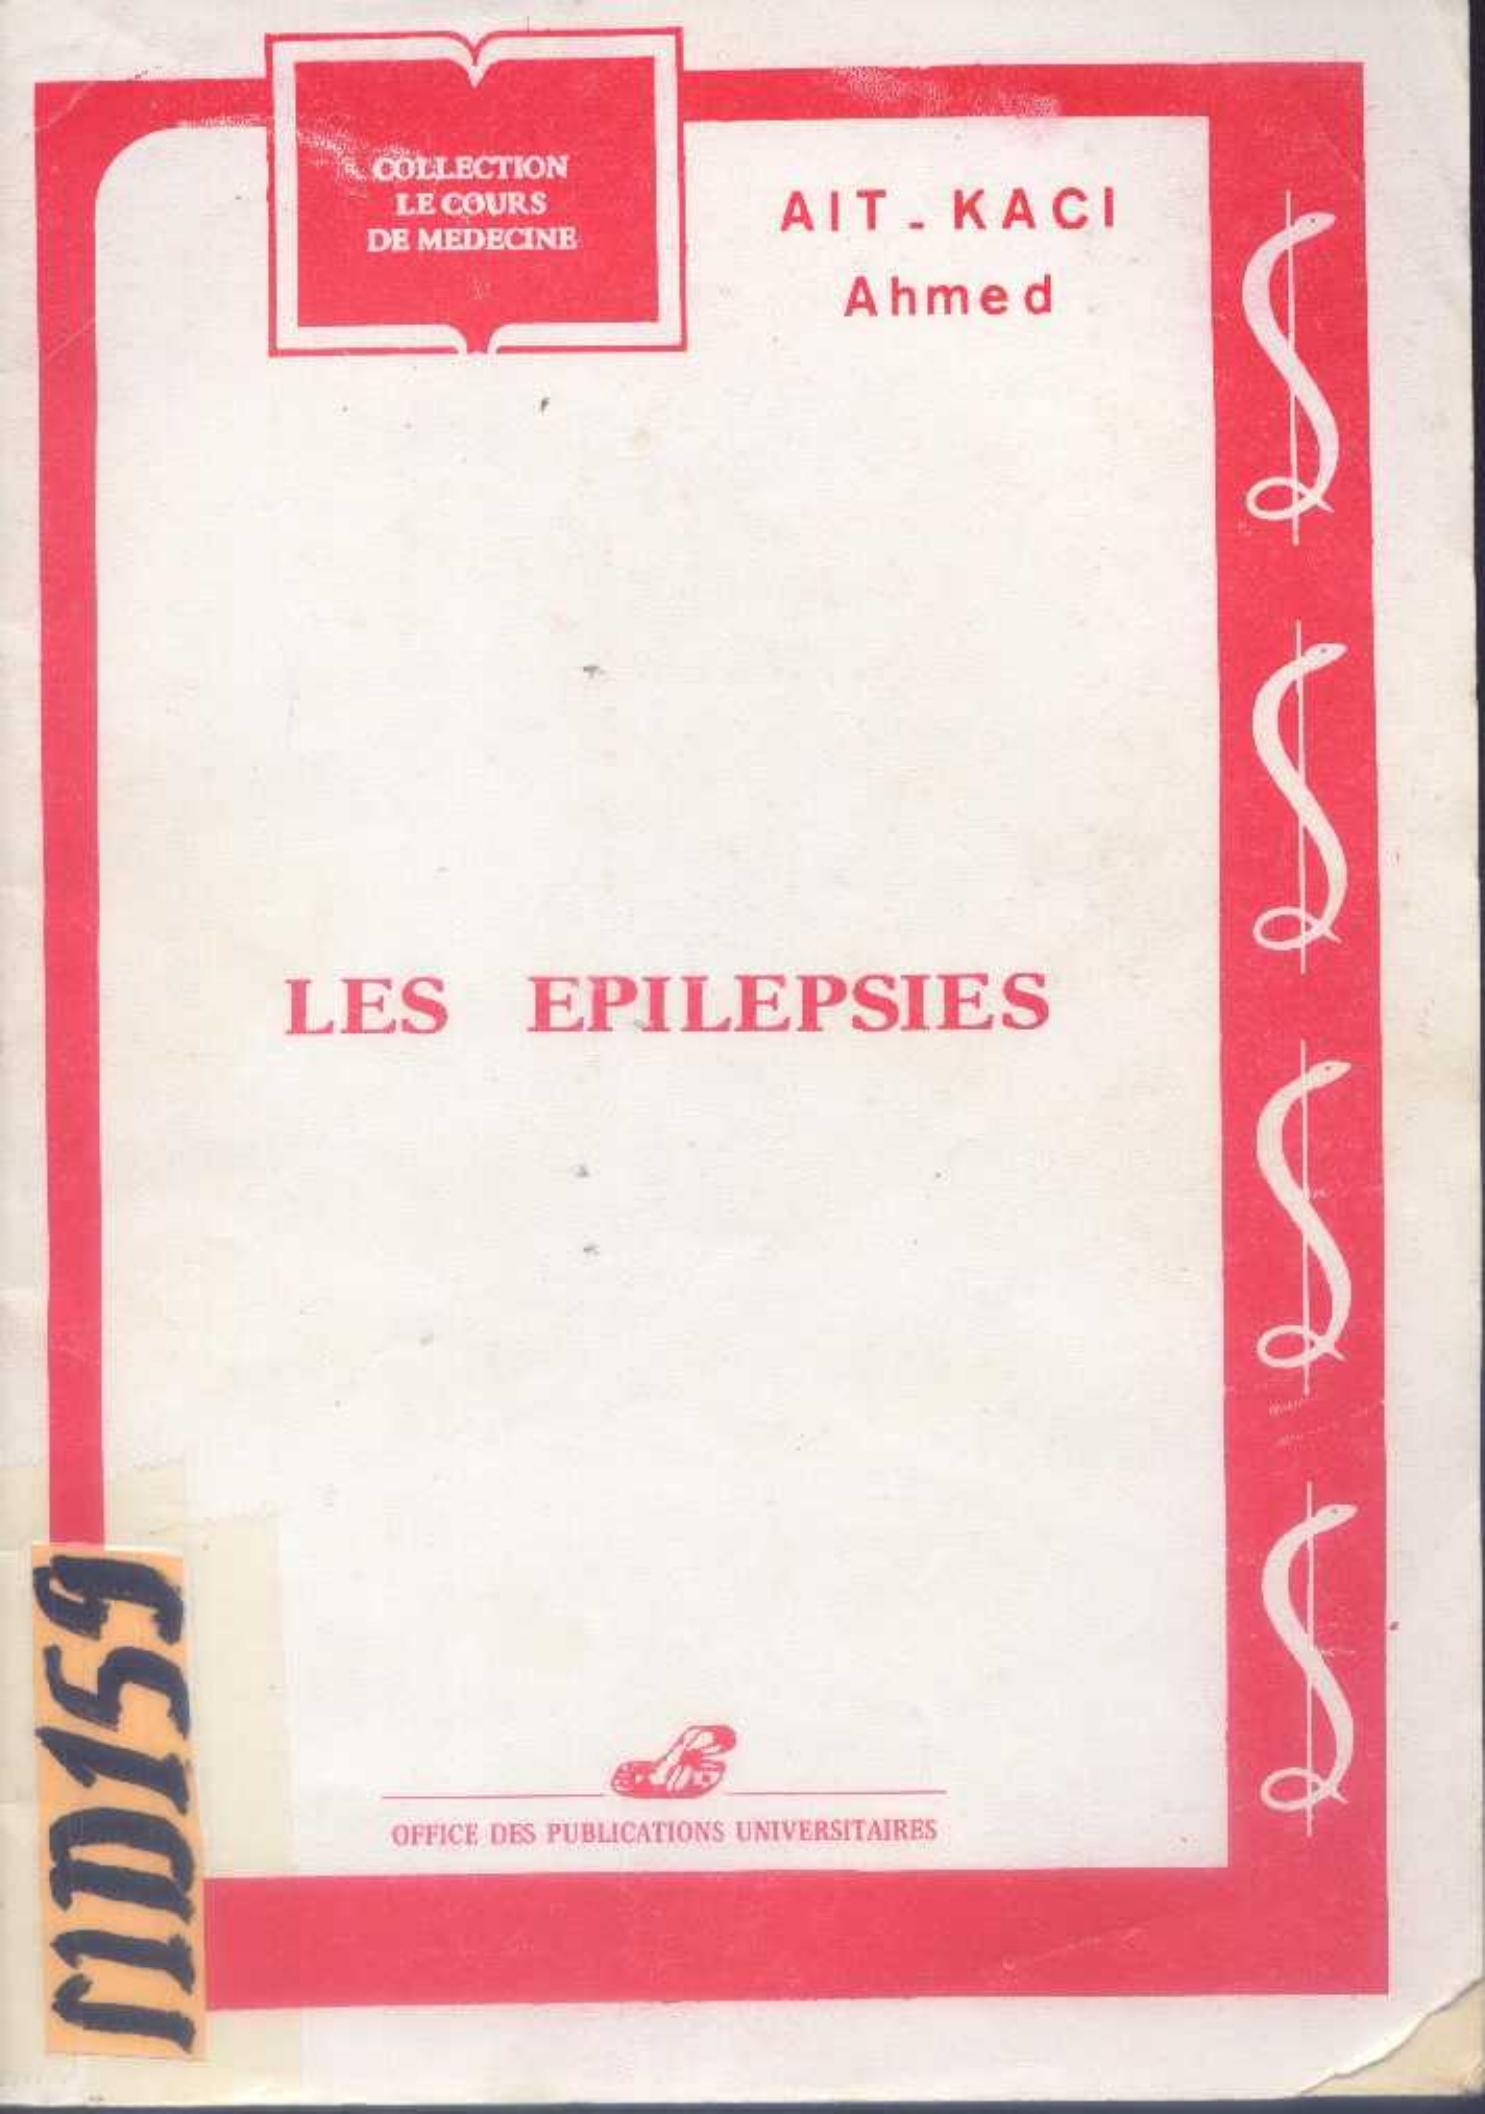 COLLECTION
LE COURS
DE MEDECINE
AIT - KACI
Ahmed
LES EPILEPSIES
OFFICE DES PUBLICATIONS UNIVERSITAIRES
MD159